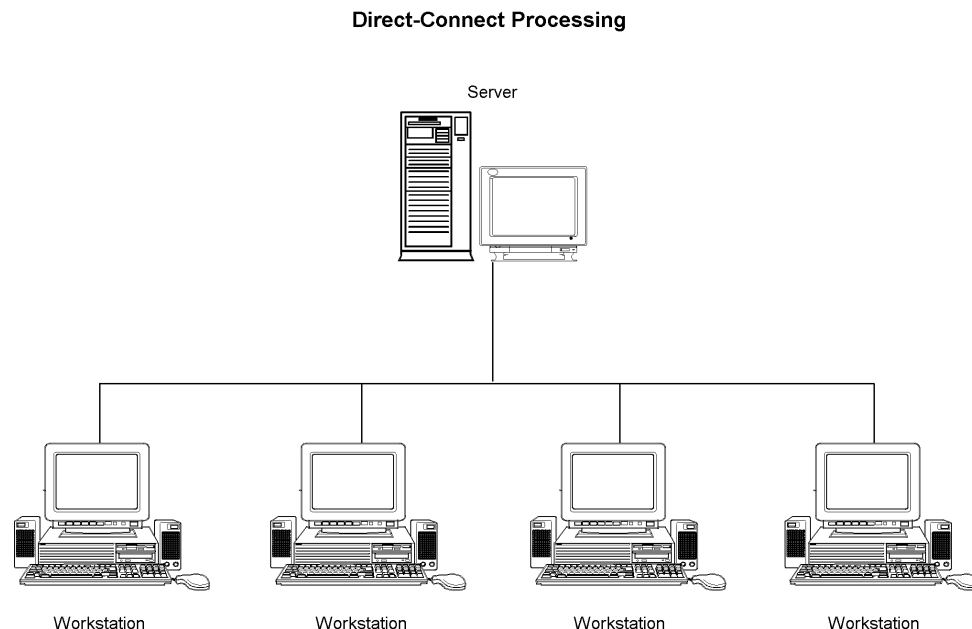 Direct-Connect Processing
Server
Workstation
Workstation
Workstation
Workstation